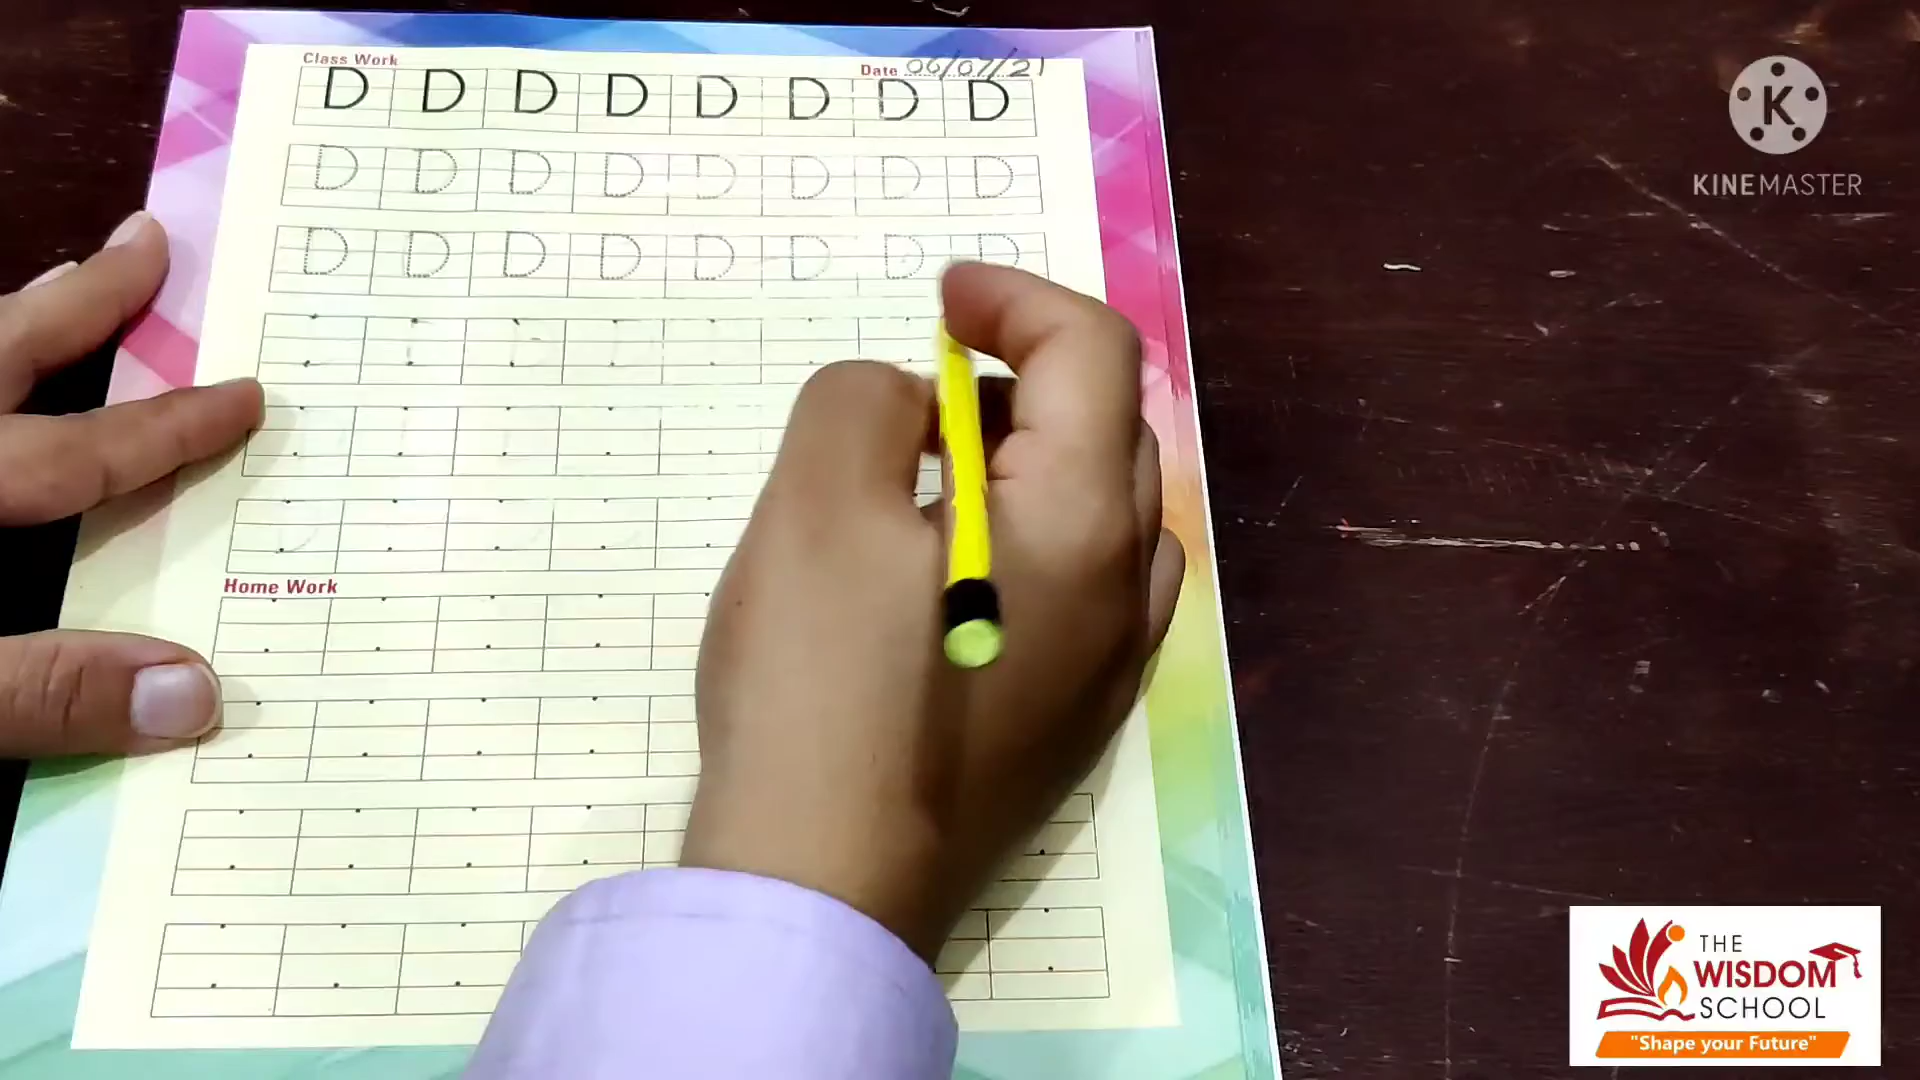 Class Work
Date 06/07/21
D D D D D D D D
D D D D D D D D
D D D D D D D D
Home Work
K
KINEMASTER
THE
WISDOM
SCHOOL
"Shape your Future"